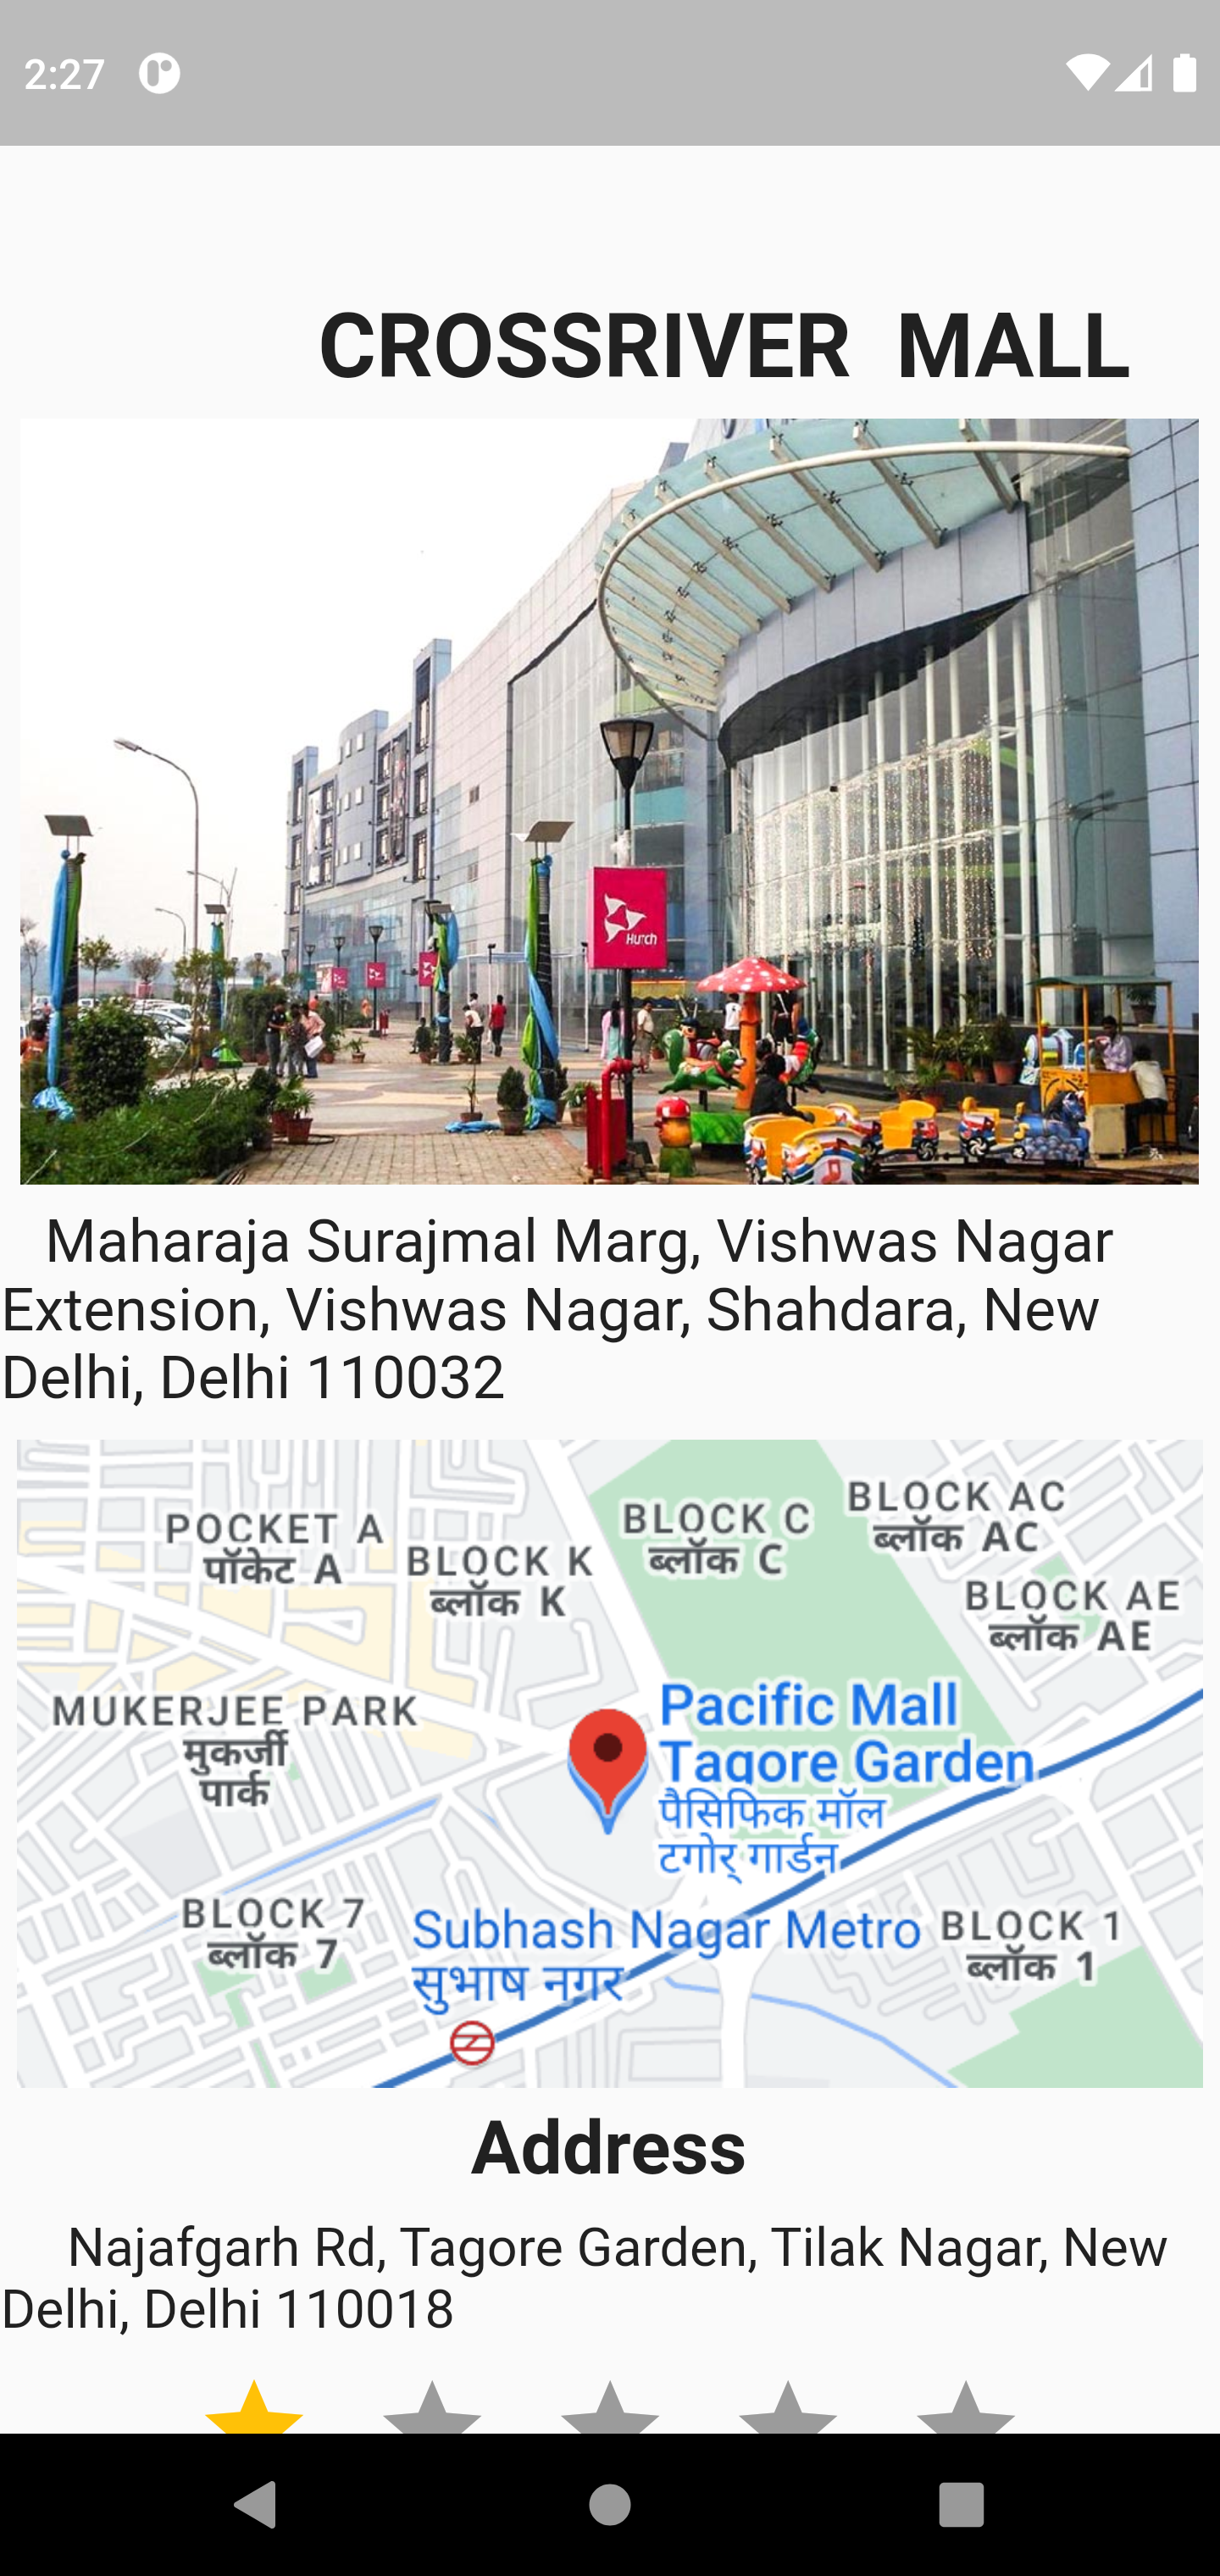 2:27
CROSSRIVER MALL
Hutch
Maharaja Surajmal Marg, Vishwas Nagar
Extension, Vishwas Nagar, Shahdara, New
Delhi, Delhi 110032
POCKET A
पॉकेट A
BLOCK K
ब्लॉक K
BLOCK C
ब्लॉक C
BLOCK AC
ब्लॉक AC
BLOCK AE
ब्लॉक AE
MUKERJEE PARK
मुकर्जी
पार्क
Pacific Mall
Tagore Garden
पैसिफिक मॉल
टगोर् गार्डन
BLOCK 7
ब्लॉक 7
Subhash Nagar Metro
सुभाष नगर
BLOCK 1
ब्लॉक 1
Address
Najafgarh Rd, Tagore Garden, Tilak Nagar, New
Delhi, Delhi 110018